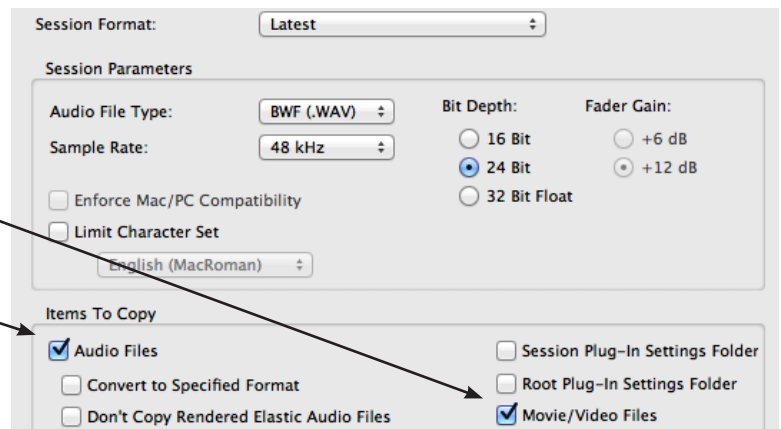 Session Format: Latest
Session Parameters
Audio File Type: BWF (.WAV)
Sample Rate: 48 kHz
Bit Depth:
16 Bit
24 Bit
32 Bit Float
Fader Gain:
+6 dB
+12 dB
Enforce Mac/PC Compatibility
Limit Character Set
English (MacRoman)
Items To Copy
Audio Files
Convert to Specified Format
Don't Copy Rendered Elastic Audio Files
Session Plug-In Settings Folder
Root Plug-In Settings Folder
Movie/Video Files